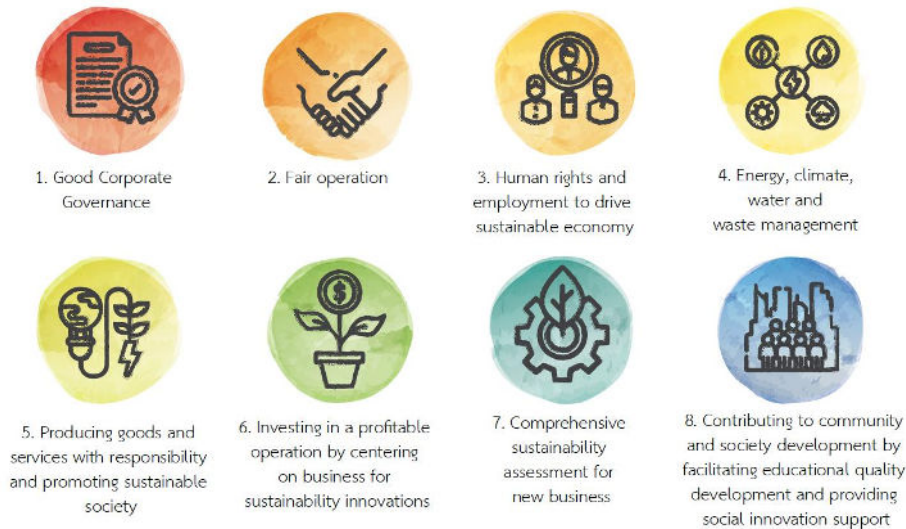 1. Good Corporate
Governance
2. Fair operation
3. Human rights and
employment to drive
sustainable economy
4. Energy, climate,
water and
waste management
5. Producing goods and
services with responsibility
and promoting sustainable
society
6. Investing in a profitable
operation by centering
on business for
sustainability innovations
7. Comprehensive
sustainability
assessment for
new business
8. Contributing to community
and society development by
facilitating educational quality
development and providing
social innovation support